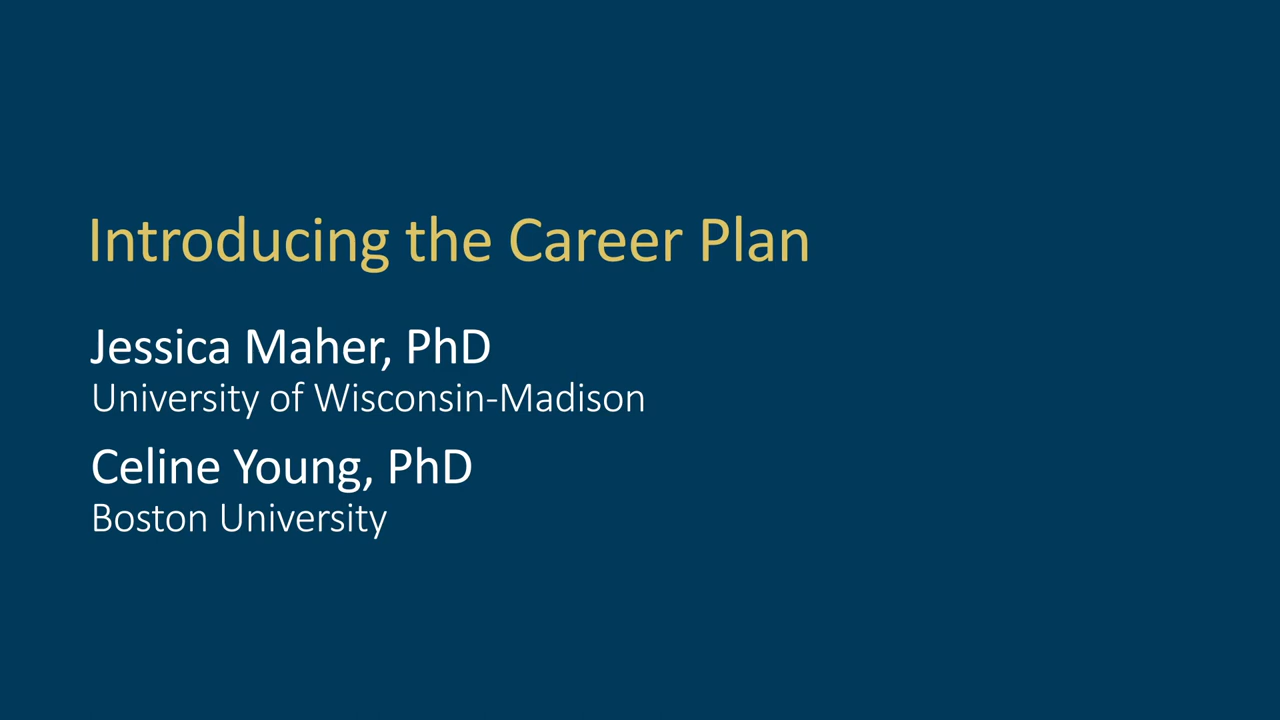 Introducing the Career Plan
Jessica Maher, PhD
University of Wisconsin-Madison
Celine Young, PhD
Boston University